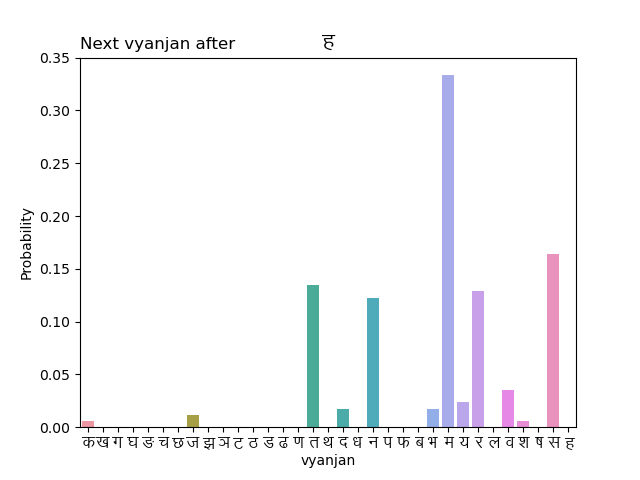 Next vyanjan after ह
0.35
0.30
0.25
0.20
0.15
0.10
0.05
0.00
Probability
क ख ग घ ङ च छ ज झ ञ ट ठ ड ढ ण त थ द ध न प फ ब भ म य र ल व श ष स ह
vyanjan